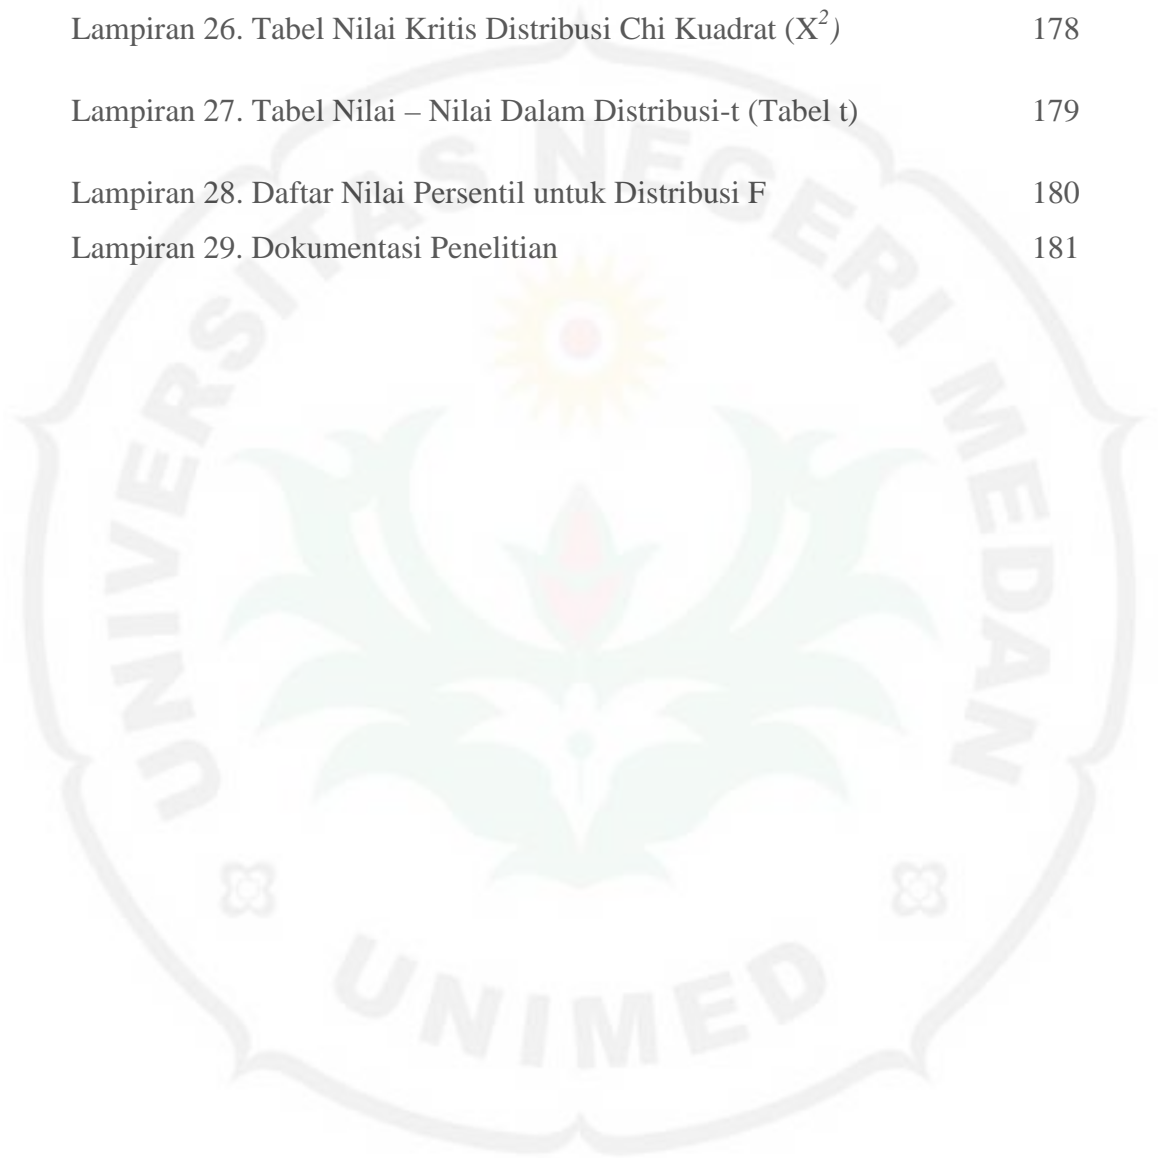 Lampiran 26. Tabel Nilai Kritis Distribusi Chi Kuadrat (X²) 178
Lampiran 27. Tabel Nilai – Nilai Dalam Distribusi-t (Tabel t) 179
Lampiran 28. Daftar Nilai Persentil untuk Distribusi F 180
Lampiran 29. Dokumentasi Penelitian 181
UNIVERSITAS NEGERI MEDAN
UNIMED